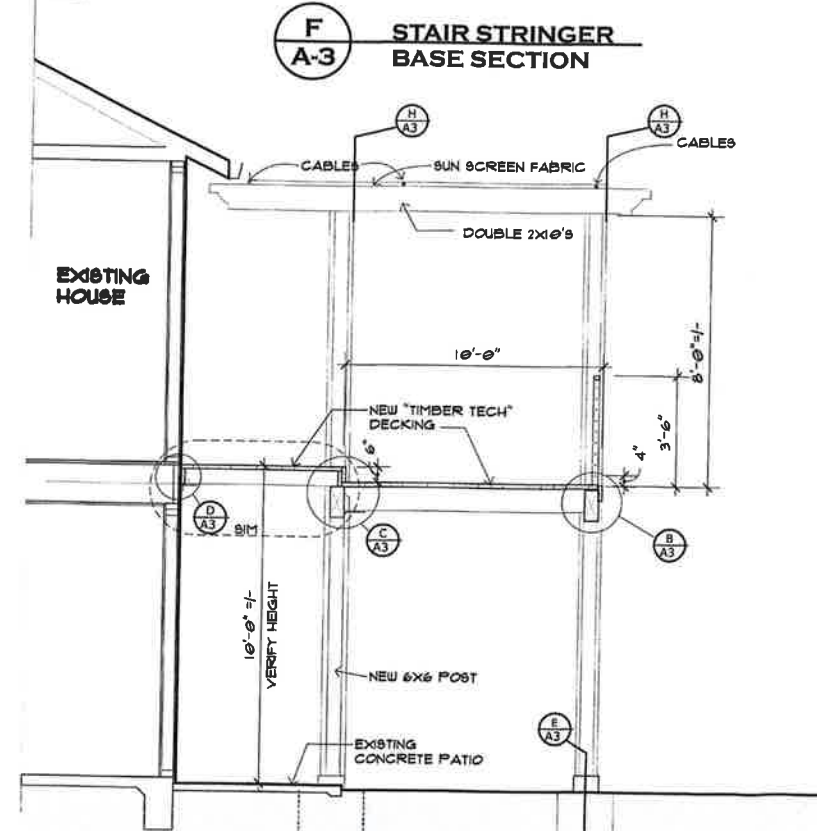 F
A-3
STAIR STRINGER
BASE SECTION
H
A3
H
A3
CABLES
CABLES
SUN SCREEN FABRIC
DOUBLE 2X10'S
EXISTING
HOUSE
10'-0"
8'-0"=/-
NEW "TIMBER TECH"
DECKING
6"
3'-6"
4"
D
A3
SIM
C
A3
B
A3
10'-0"=/-
VERIFY HEIGHT
NEW 6X6 POST
E
A3
EXISTING
CONCRETE PATIO